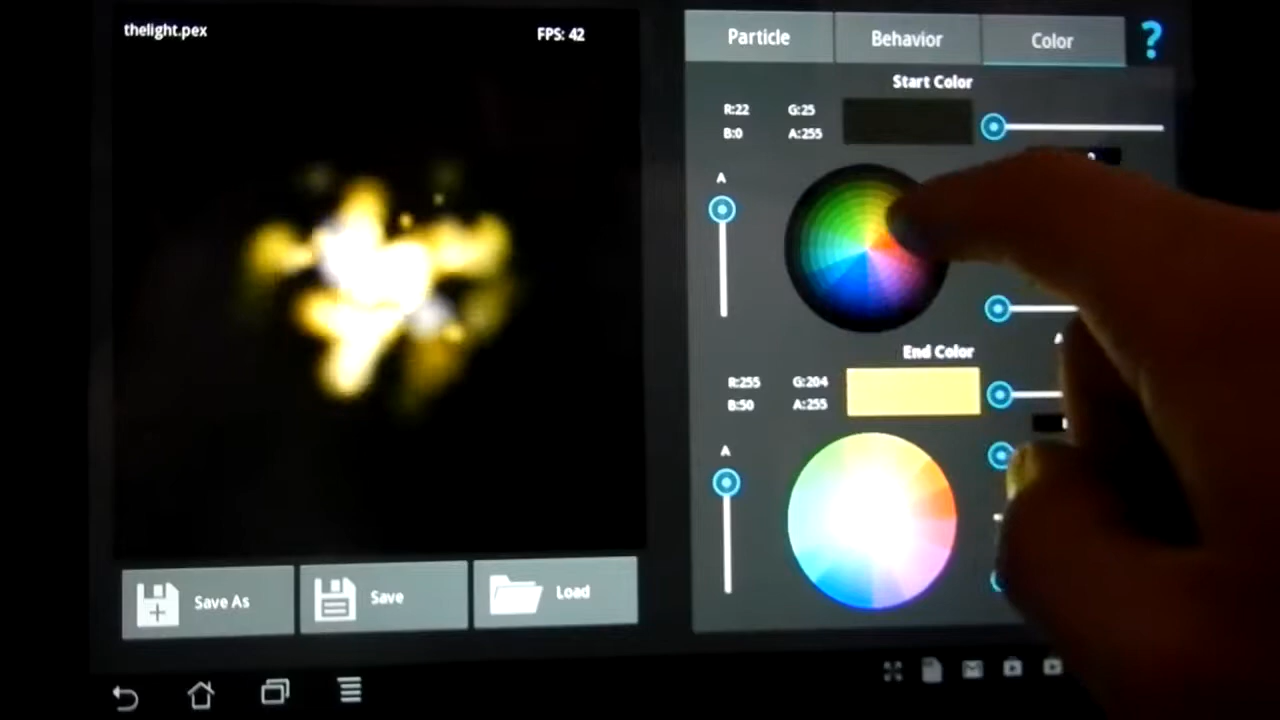 thelight.pex
FPS: 42
Particle
Behavior
Color
?
Start Color
R:22
G:25
B:0
A:255
A
End Color
R:255
G:204
B:50
A:255
A
Save As
Save
Load